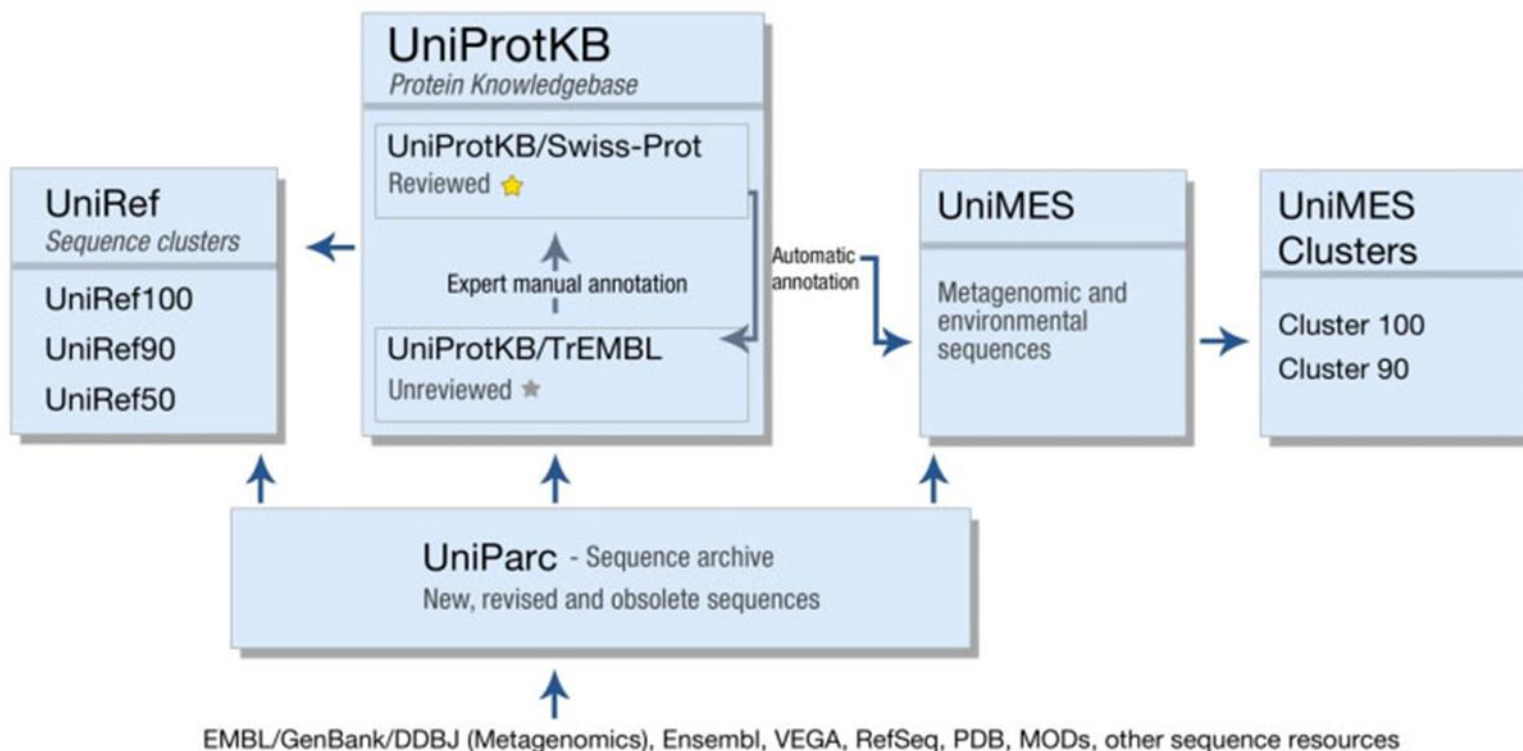 UniProtKB
Protein Knowledgebase
UniProtKB/Swiss-Prot
Reviewed
Expert manual annotation
UniProtKB/TrEMBL
Unreviewed
UniRef
Sequence clusters
UniRef100
UniRef90
UniRef50
Automatic
annotation
UniMES
Metagenomic and
environmental
sequences
UniMES
Clusters
Cluster 100
Cluster 90
UniParc - Sequence archive
New, revised and obsolete sequences
EMBL/GenBank/DDBJ (Metagenomics), Ensembl, VEGA, RefSeq, PDB, MODs, other sequence resources